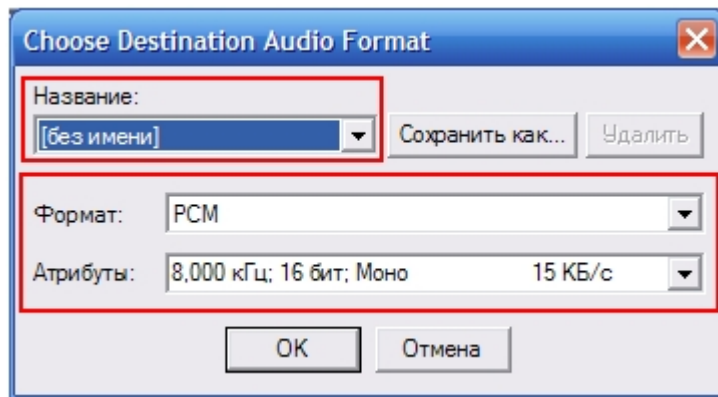 Choose Destination Audio Format
Название:
[без имени] Сохранить как... Удалить
Формат: PCM
Атрибуты: 8,000 кГц; 16 бит; Моно 15 КБ/с
OK Отмена